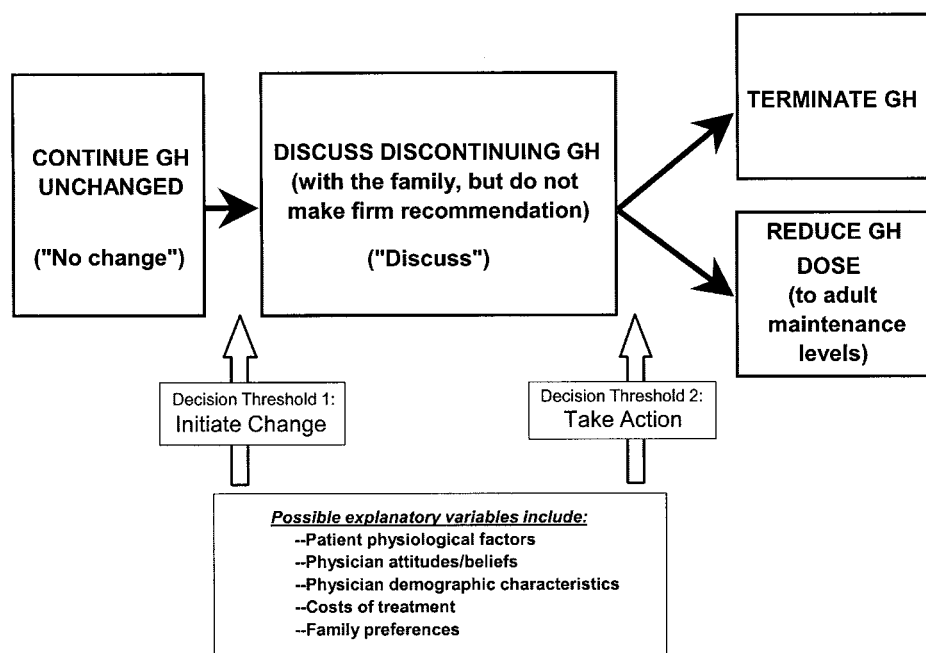 CONTINUE GH
UNCHANGED
("No change")
DISCUSS DISCONTINUING GH
(with the family, but do not
make firm recommendation)
("Discuss")
TERMINATE GH
REDUCE GH
DOSE
(to adult
maintenance
levels)
Decision Threshold 1:
Initiate Change
Decision Threshold 2:
Take Action
Possible explanatory variables include:
--Patient physiological factors
--Physician attitudes/beliefs
--Physician demographic characteristics
--Costs of treatment
--Family preferences